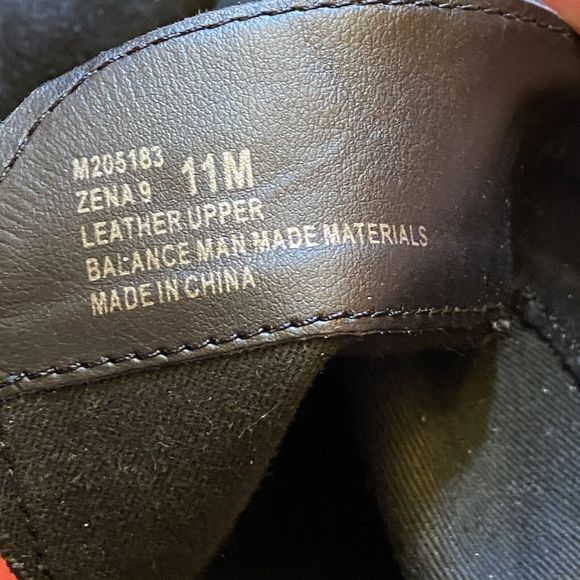 M205183
ZENA 9 11M
LEATHER UPPER
BALANCE MAN MADE MATERIALS
MADE IN CHINA